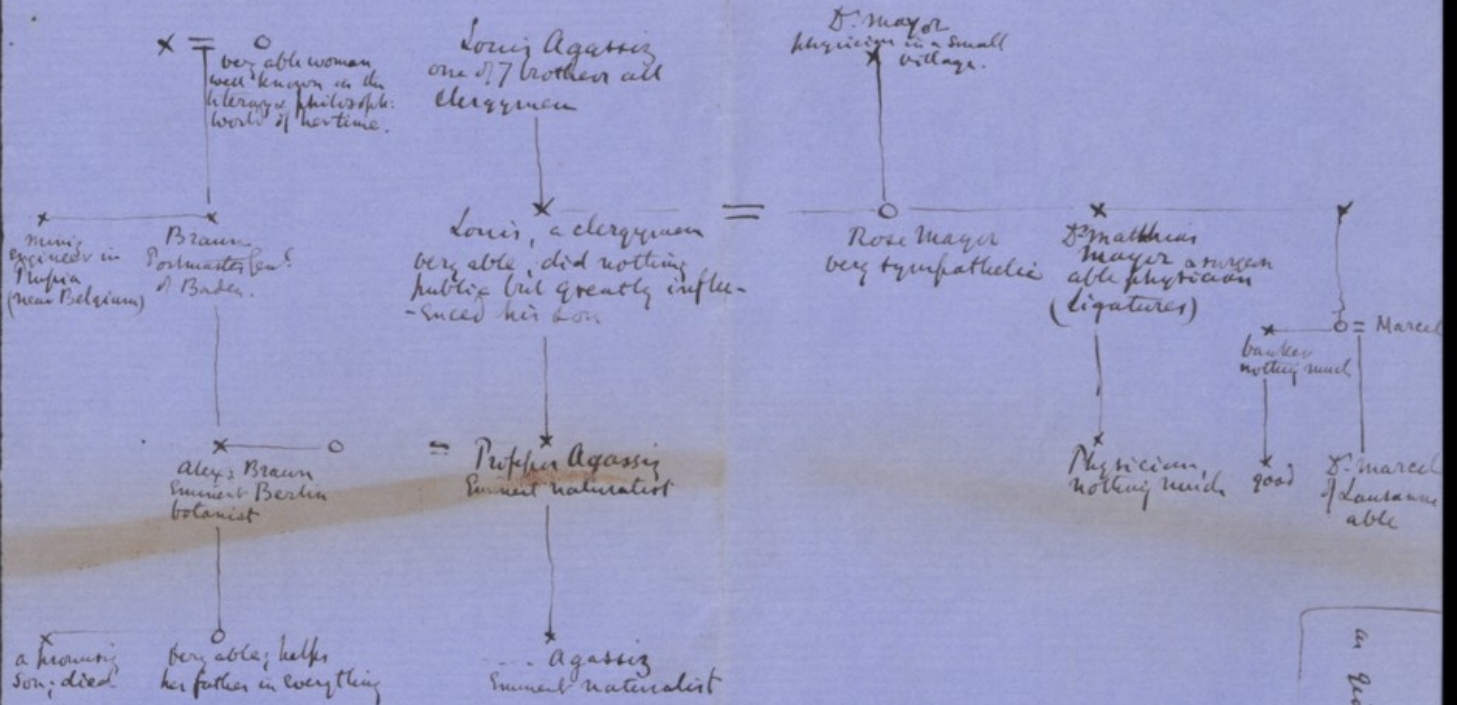 very able woman
well known in the
literary & philosoph:
world of her time.
Louis Agassiz
one of 7 brothers all
clergymen
Dr. Mayor
physician in a small
village.
mining
engineer in
Prussia
(near Belgium)
Braun
Postmaster Genl.
of Baden.
Louis, a clergyman
very able, did nothing
public but greatly influ-
-enced his son
Rose Mayor
very sympathetic
Dr Matthias
Mayor a surgeon
able physician
(ligatures)
= Marcel
banker
nothing much
Alex: Braun
Eminent Berlin
botanist
= Professor Agassiz
Eminent naturalist
Physician,
nothing much
good
Dr. Marcel
of Lausanne
able
a promising
son; died
very able; helps
her father in everything
... Agassiz
Eminent naturalist